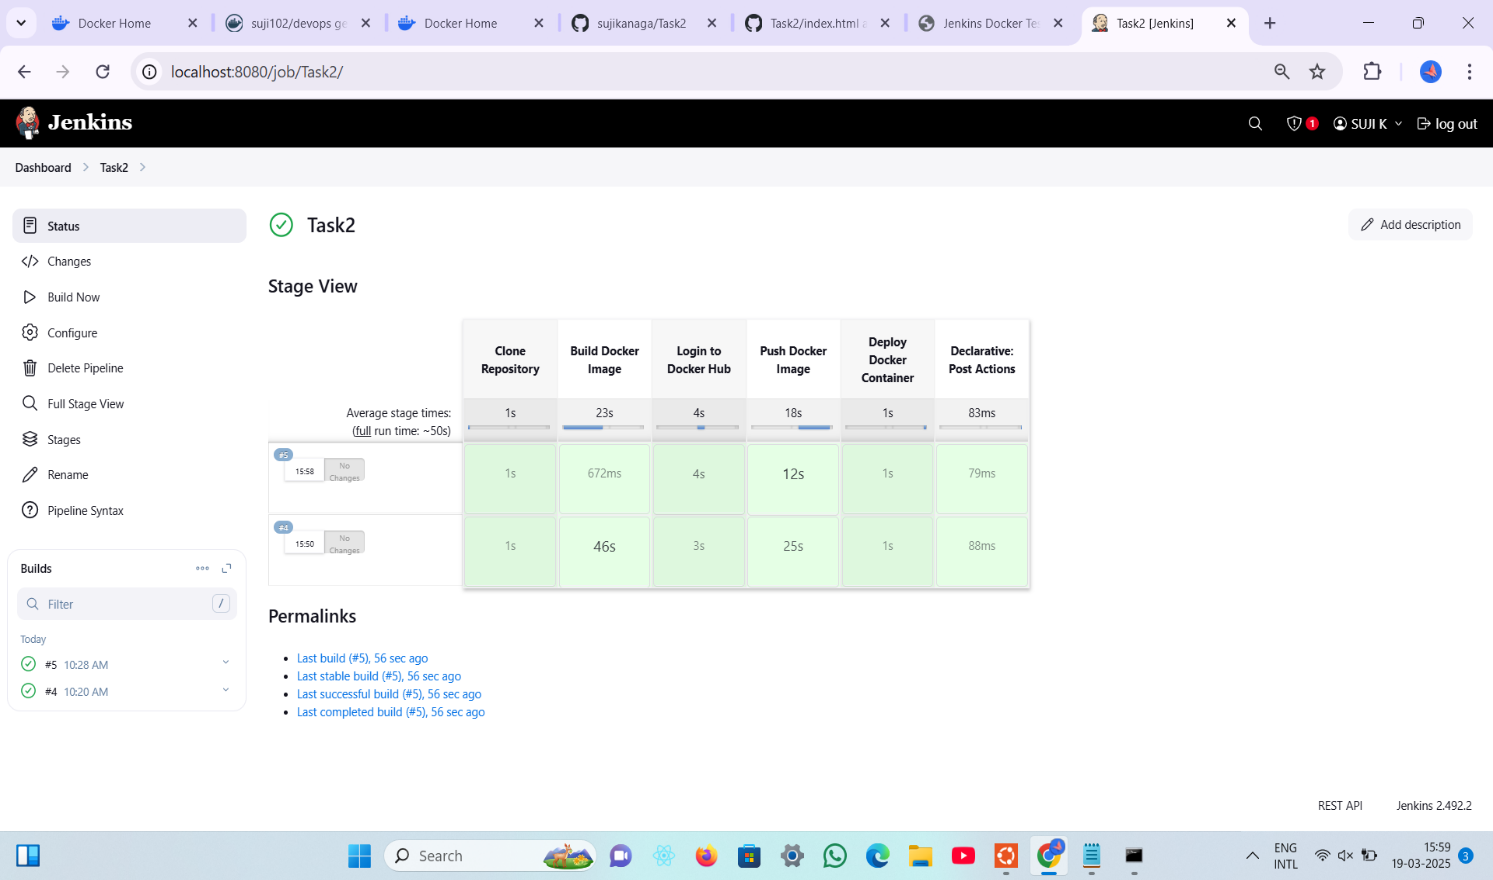 Docker Home
suji102/devops ge
Docker Home
sujikanaga/Task2
Task2/index.html a
Jenkins Docker Tes
Task2 [Jenkins]
localhost:8080/job/Task2/
Jenkins
1
SUJI K
log out
Dashboard
Task2
Status
Changes
Build Now
Configure
Delete Pipeline
Full Stage View
Stages
Rename
Pipeline Syntax
Builds
Filter
/
Today
#5 10:28 AM
#4 10:20 AM
Task2
Add description
Stage View
Clone
Repository
Build Docker
Image
Login to
Docker Hub
Push Docker
Image
Deploy
Docker
Container
Declarative:
Post Actions
Average stage times:
(full run time: ~50s)
1s 23s 4s 18s 1s 83ms
#5
15:58
No
Changes
1s 672ms 4s 12s 1s 79ms
#4
15:50
No
Changes
1s 46s 3s 25s 1s 88ms
Permalinks
Last build (#5), 56 sec ago
Last stable build (#5), 56 sec ago
Last successful build (#5), 56 sec ago
Last completed build (#5), 56 sec ago
REST API
Jenkins 2.492.2
Search
ENG
INTL
15:59
19-03-2025
3